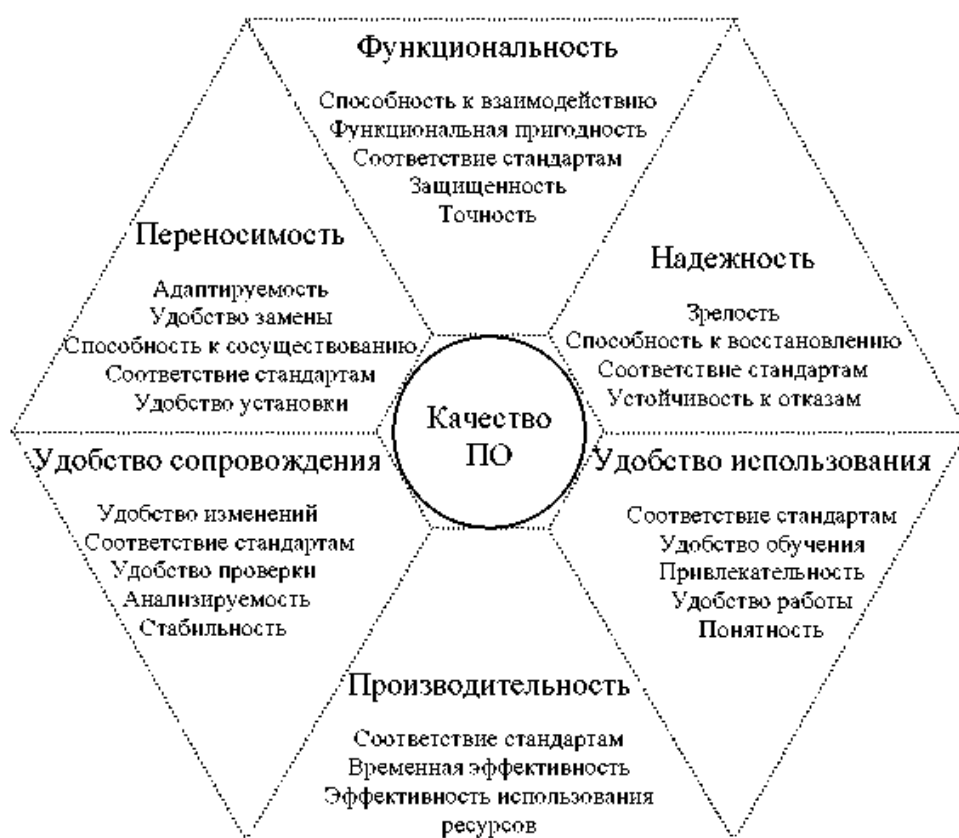 Функциональность
Способность к взаимодействию
Функциональная пригодность
Соответствие стандартам
Защищенность
Точность
Переносимость
Адаптируемость
Удобство замены
Способность к сосуществованию
Соответствие стандартам
Удобство установки
Надежность
Зрелость
Способность к восстановлению
Соответствие стандартам
Устойчивость к отказам
Качество
ПО
Удобство сопровождения
Удобство изменений
Соответствие стандартам
Удобство проверки
Анализируемость
Стабильность
Удобство использования
Соответствие стандартам
Удобство обучения
Привлекательность
Удобство работы
Понятность
Производительность
Соответствие стандартам
Временная эффективность
Эффективность использования
ресурсов